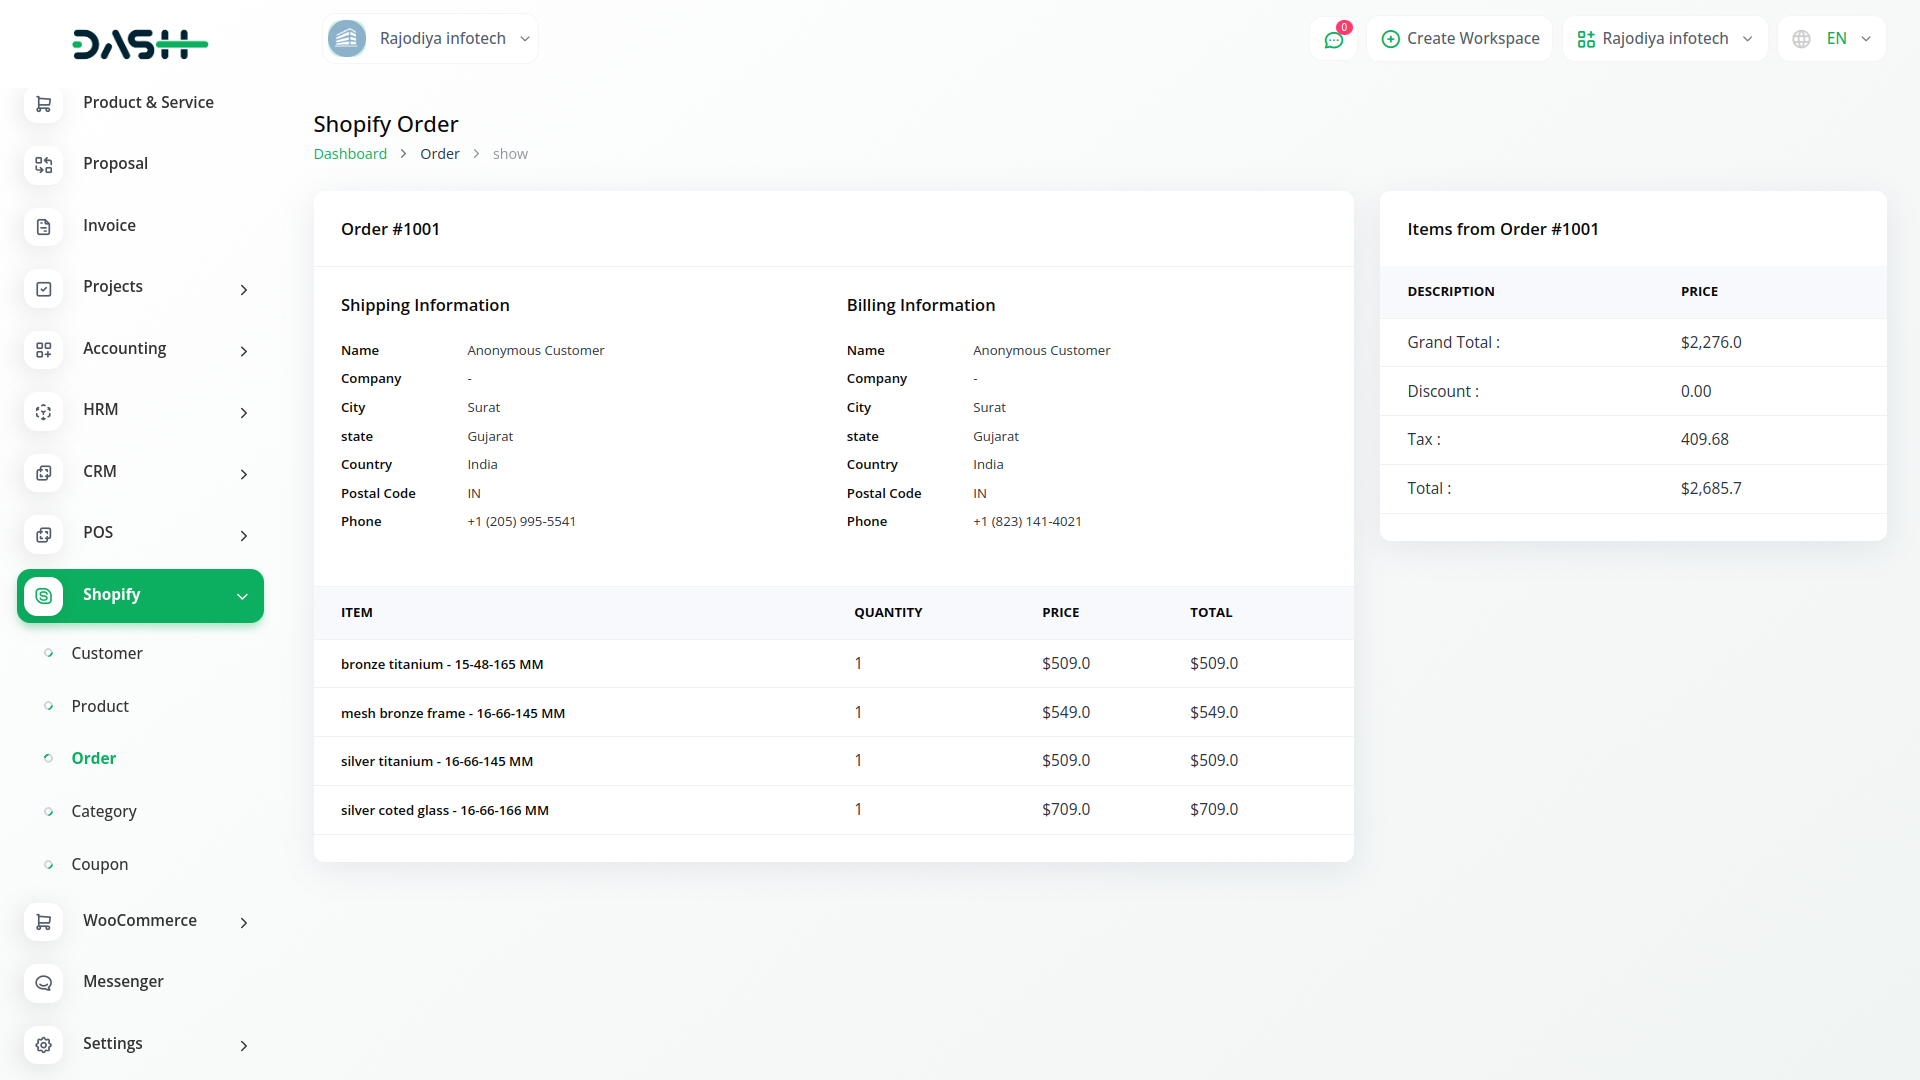 DASH
Rajodiya infotech
0
Create Workspace
Rajodiya infotech
EN
Product & Service
Proposal
Invoice
Projects
Accounting
HRM
CRM
POS
Shopify
Customer
Product
Order
Category
Coupon
WooCommerce
Messenger
Settings
Shopify Order
Dashboard > Order > show
Order #1001
Shipping Information
Name Anonymous Customer
Company -
City Surat
state Gujarat
Country India
Postal Code IN
Phone +1 (205) 995-5541
Billing Information
Name Anonymous Customer
Company -
City Surat
state Gujarat
Country India
Postal Code IN
Phone +1 (823) 141-4021
ITEM QUANTITY PRICE TOTAL
bronze titanium - 15-48-165 MM 1 $509.0 $509.0
mesh bronze frame - 16-66-145 MM 1 $549.0 $549.0
silver titanium - 16-66-145 MM 1 $509.0 $509.0
silver coted glass - 16-66-166 MM 1 $709.0 $709.0
Items from Order #1001
DESCRIPTION PRICE
Grand Total : $2,276.0
Discount : 0.00
Tax : 409.68
Total : $2,685.7